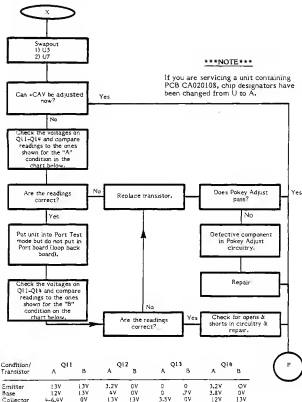 X
Swapout
1) U3
2) U7
***NOTE***
If you are servicing a unit containing
PCB CA020108, chip designators have
been changed from U to A.
Can +CAV be adjusted
now?
Yes
No
Check the voltages on
Q11-Q14 and compare
readings to the ones
shown for the "A"
condition in the
chart below.
Are the readings
correct?
No
Replace transistor.
Does Pokey Adjust
pass?
Yes
Yes
No
Put unit into Port Test
mode but do not put in
Port board (loop back
board).
Defective component
in Pokey Adjust
circuitry.
Repair
Check the voltages on
Q11-Q14 and compare
readings to the ones
shown for the "B"
condition on the
chart below.
No
Are the readings
correct?
Yes
Check for opens &
shorts in circuitry &
repair.
F
Condition/ Q11 Q12 Q13 Q14
Transistor A B A B A B A B
Emitter 13V 13V 3.2V 0V 0 0 3.2V 0V
Base 12V 13V 4V 0V 0 .7V 3.8V 0V
Collector 0V 13V 13V 3.3V 0V 12V 13V